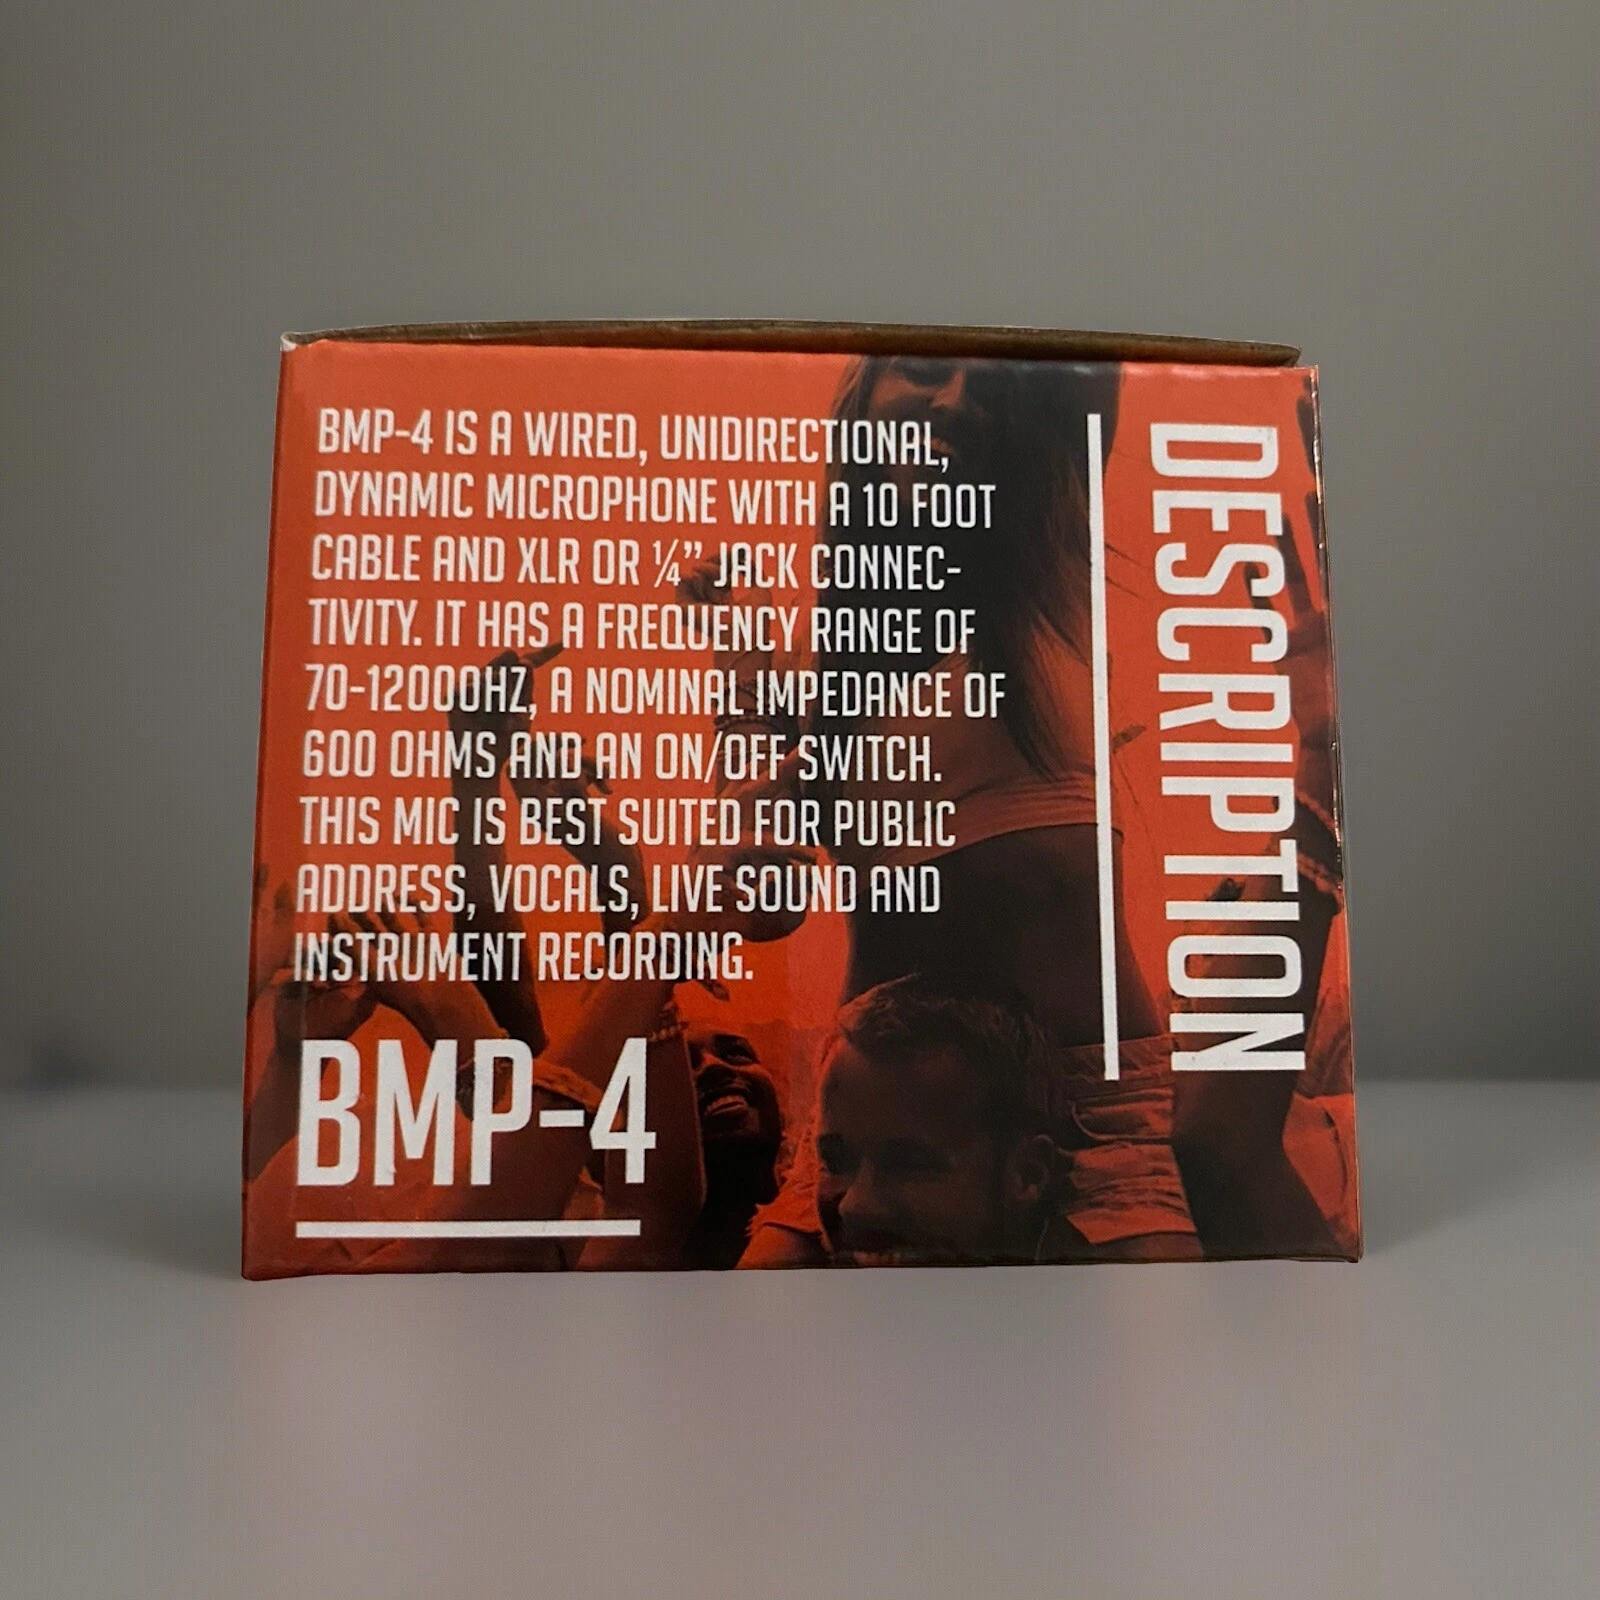 BMP-4 IS A WIRED, UNIDIRECTIONAL,
DYNAMIC MICROPHONE WITH A 10 FOOT
CABLE AND XLR OR ¼” JACK CONNEC-
TIVITY. IT HAS A FREQUENCY RANGE OF
70-12000HZ, A NOMINAL IMPEDANCE OF
600 OHMS AND AN ON/OFF SWITCH.
THIS MIC IS BEST SUITED FOR PUBLIC
ADDRESS, VOCALS, LIVE SOUND AND
INSTRUMENT RECORDING.
BMP-4
DESCRIPTION